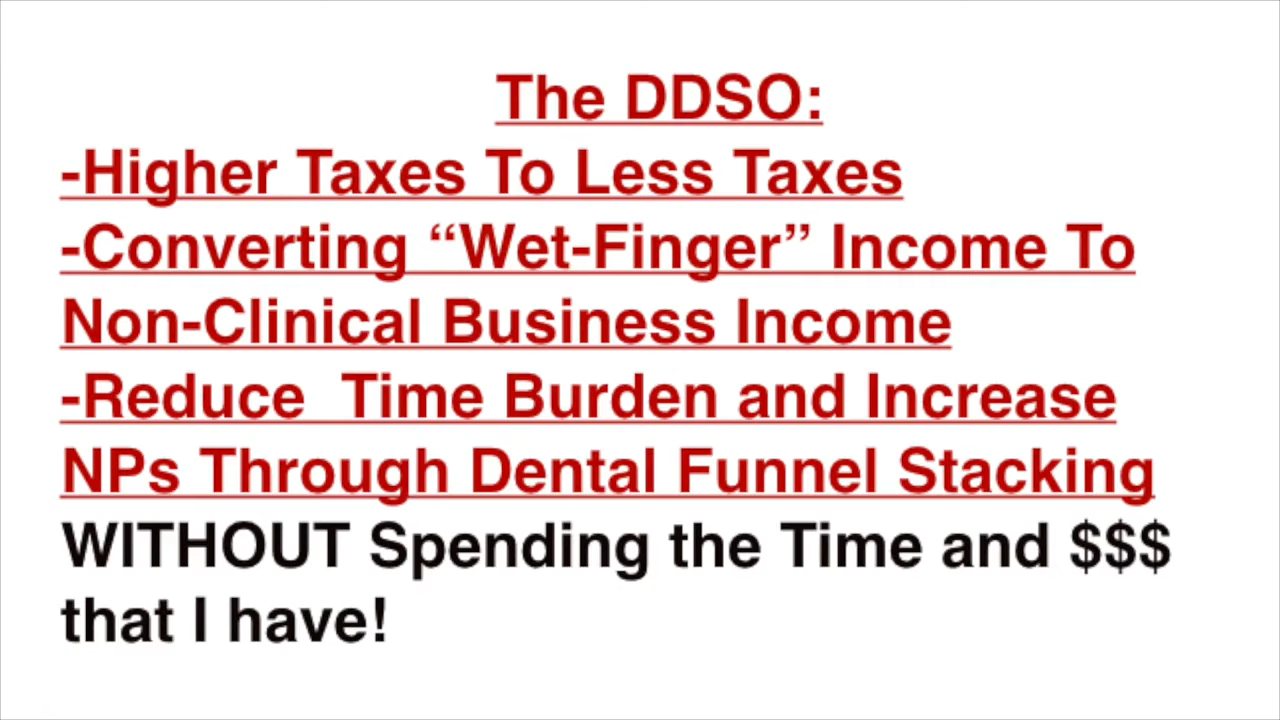 The DDSO:
-Higher Taxes To Less Taxes
-Converting “Wet-Finger” Income To
Non-Clinical Business Income
-Reduce  Time Burden and Increase
NPs Through Dental Funnel Stacking
WITHOUT Spending the Time and $$$
that I have!